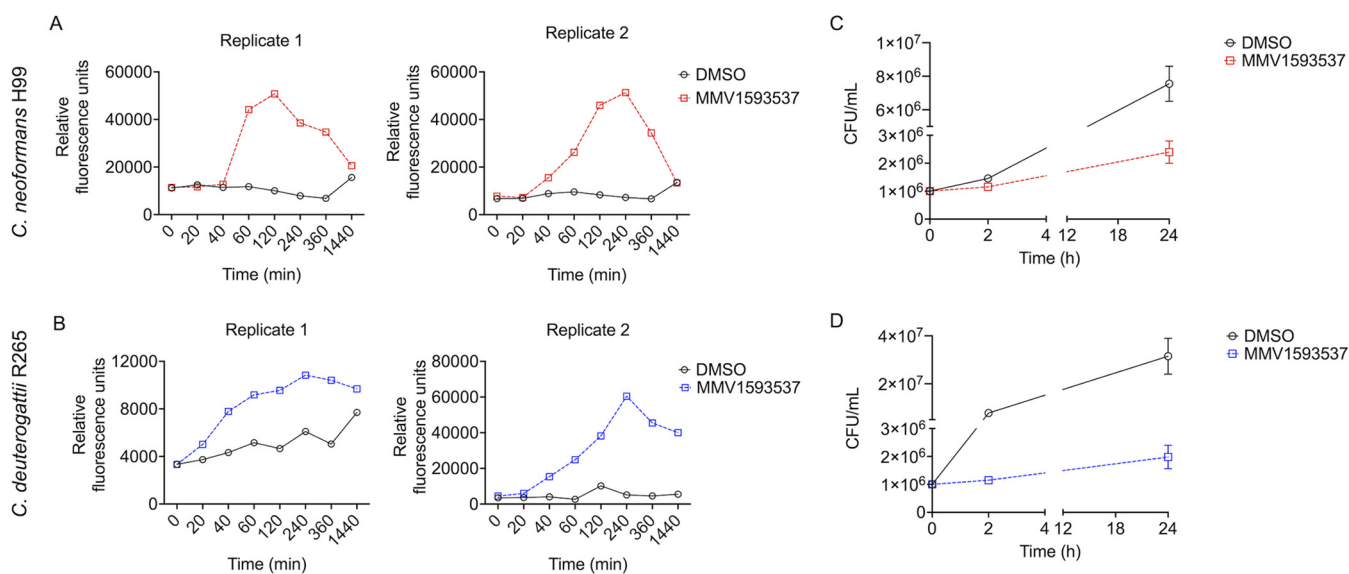 A
Replicate 1
Replicate 2
C. neoformans H99
Relative
fluorescence units
60000
40000
20000
0
0
20
40
60
120
240
360
1440
Time (min)
Relative
fluorescence units
60000
40000
20000
0
0
20
40
60
120
240
360
1440
Time (min)
DMSO
MMV1593537
C
CFU/mL
1×10⁷
8×10⁶
6×10⁶
3×10⁶
2×10⁶
1×10⁶
0
0
2
4
12
18
24
Time (h)
DMSO
MMV1593537
B
Replicate 1
Replicate 2
C. deuterogattii R265
Relative
fluorescence units
12000
8000
4000
0
0
20
40
60
120
240
360
1440
Time (min)
Relative
fluorescence units
80000
60000
40000
20000
0
0
20
40
60
120
240
360
1440
Time (min)
DMSO
MMV1593537
D
CFU/mL
4×10⁷
2×10⁷
3×10⁶
2×10⁶
1×10⁶
0
0
2
4
12
18
24
Time (h)
DMSO
MMV1593537